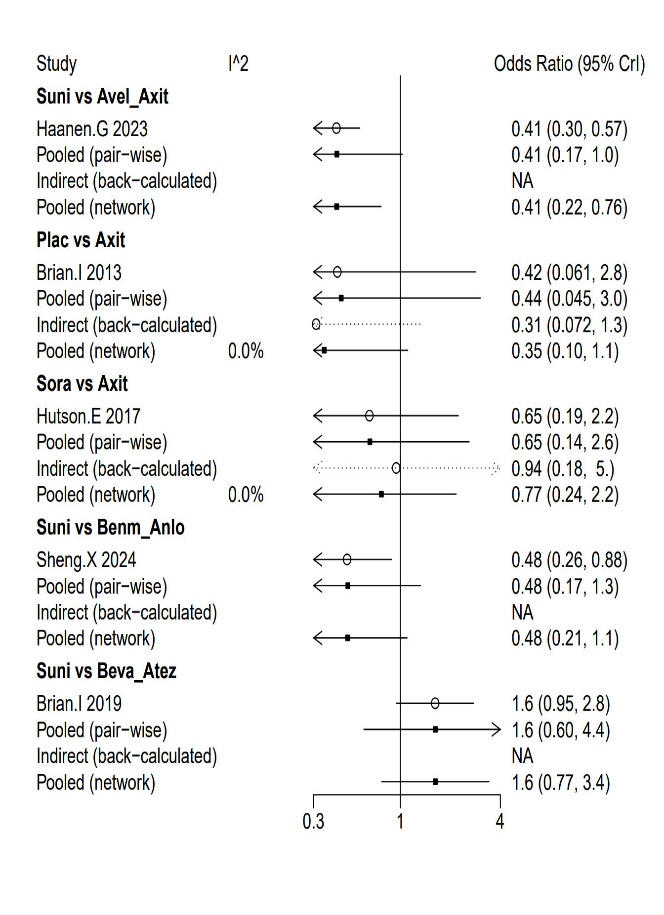 Study I^2 Odds Ratio (95% CrI)
Suni vs Avel_Axit
Haanen.G 2023 0.41 (0.30, 0.57)
Pooled (pair−wise) 0.41 (0.17, 1.0)
Indirect (back−calculated) NA
Pooled (network) 0.41 (0.22, 0.76)
Plac vs Axit
Brian.I 2013 0.42 (0.061, 2.8)
Pooled (pair−wise) 0.44 (0.045, 3.0)
Indirect (back−calculated) 0.31 (0.072, 1.3)
Pooled (network) 0.0% 0.35 (0.10, 1.1)
Sora vs Axit
Hutson.E 2017 0.65 (0.19, 2.2)
Pooled (pair−wise) 0.65 (0.14, 2.6)
Indirect (back−calculated) 0.94 (0.18, 5.)
Pooled (network) 0.0% 0.77 (0.24, 2.2)
Suni vs Benm_Anlo
Sheng.X 2024 0.48 (0.26, 0.88)
Pooled (pair−wise) 0.48 (0.17, 1.3)
Indirect (back−calculated) NA
Pooled (network) 0.48 (0.21, 1.1)
Suni vs Beva_Atez
Brian.I 2019 1.6 (0.95, 2.8)
Pooled (pair−wise) 1.6 (0.60, 4.4)
Indirect (back−calculated) NA
Pooled (network) 1.6 (0.77, 3.4)
0.3 1 4